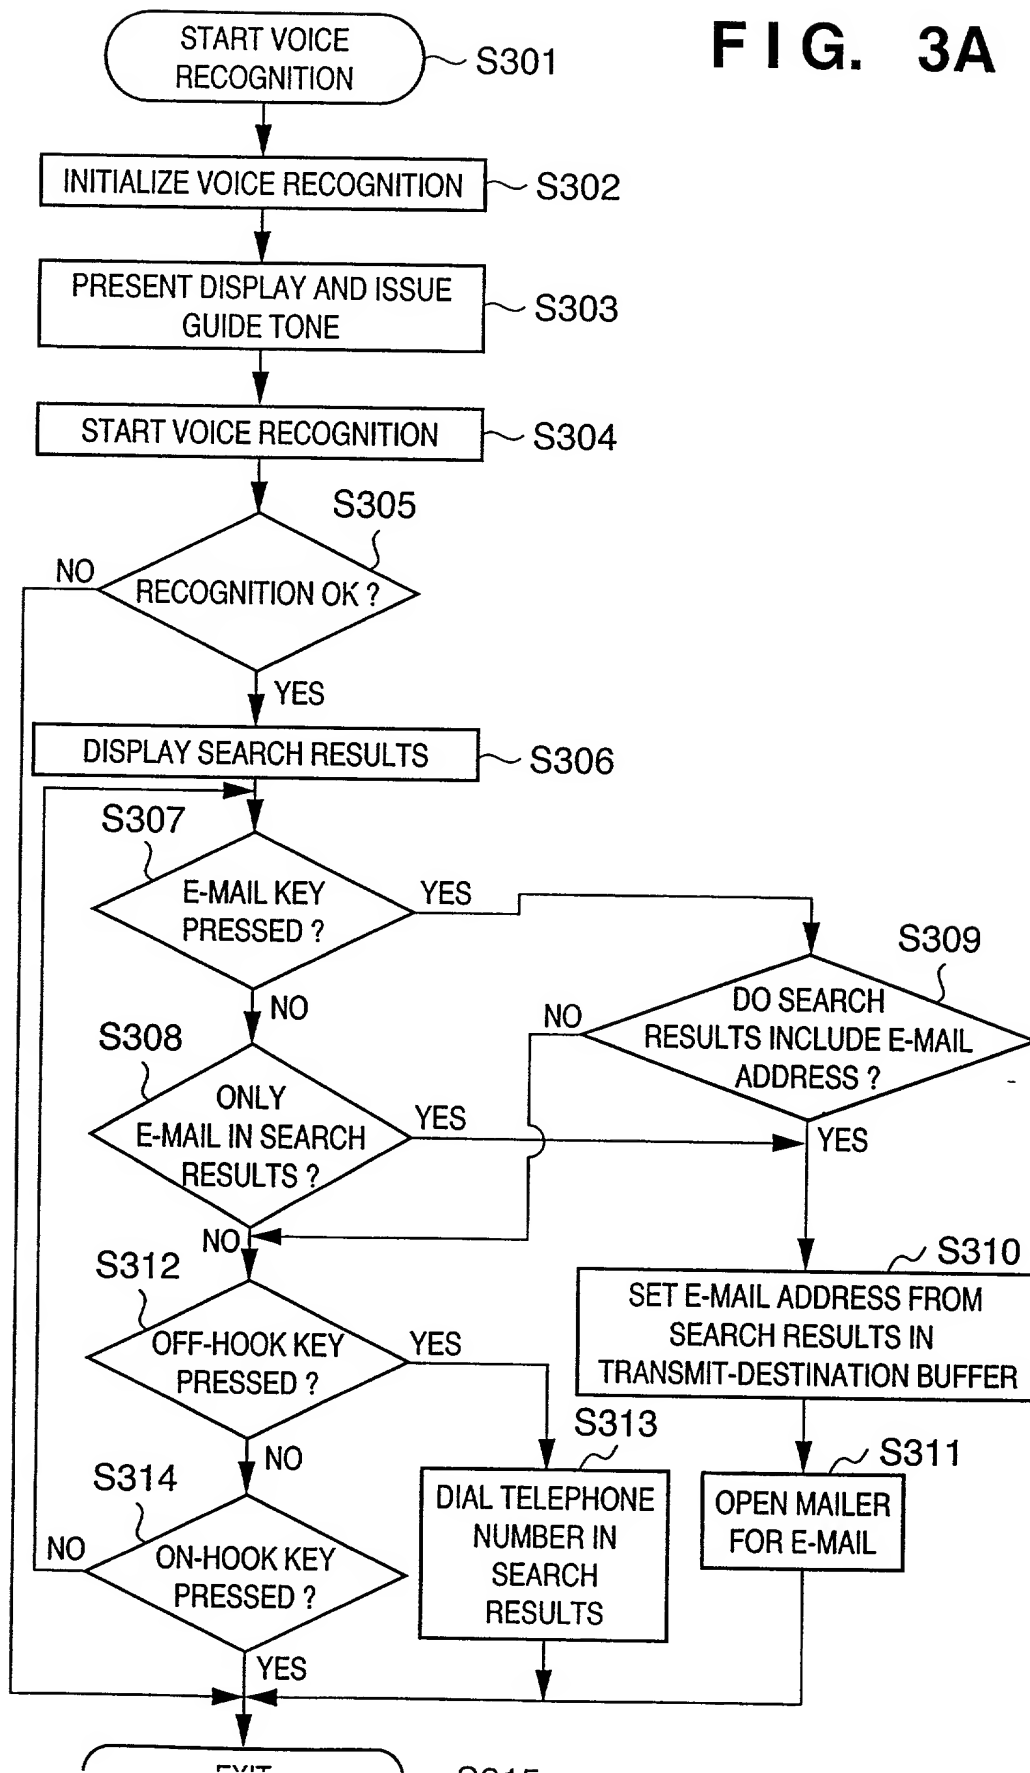 FIG. 3A
START VOICE
RECOGNITION
S301
INITIALIZE VOICE RECOGNITION
S302
PRESENT DISPLAY AND ISSUE
GUIDE TONE
S303
START VOICE RECOGNITION
S304
S305
NO
RECOGNITION OK ?
YES
DISPLAY SEARCH RESULTS
S306
S307
E-MAIL KEY
PRESSED ?
YES
NO
S309
DO SEARCH
RESULTS INCLUDE E-MAIL
ADDRESS ?
NO
YES
S308
ONLY
E-MAIL IN SEARCH
RESULTS ?
YES
NO
S310
SET E-MAIL ADDRESS FROM
SEARCH RESULTS IN
TRANSMIT-DESTINATION BUFFER
S312
OFF-HOOK KEY
PRESSED ?
YES
NO
S313
DIAL TELEPHONE
NUMBER IN
SEARCH
RESULTS
S311
OPEN MAILER
FOR E-MAIL
S314
NO
ON-HOOK KEY
PRESSED ?
YES
EXIT
S315